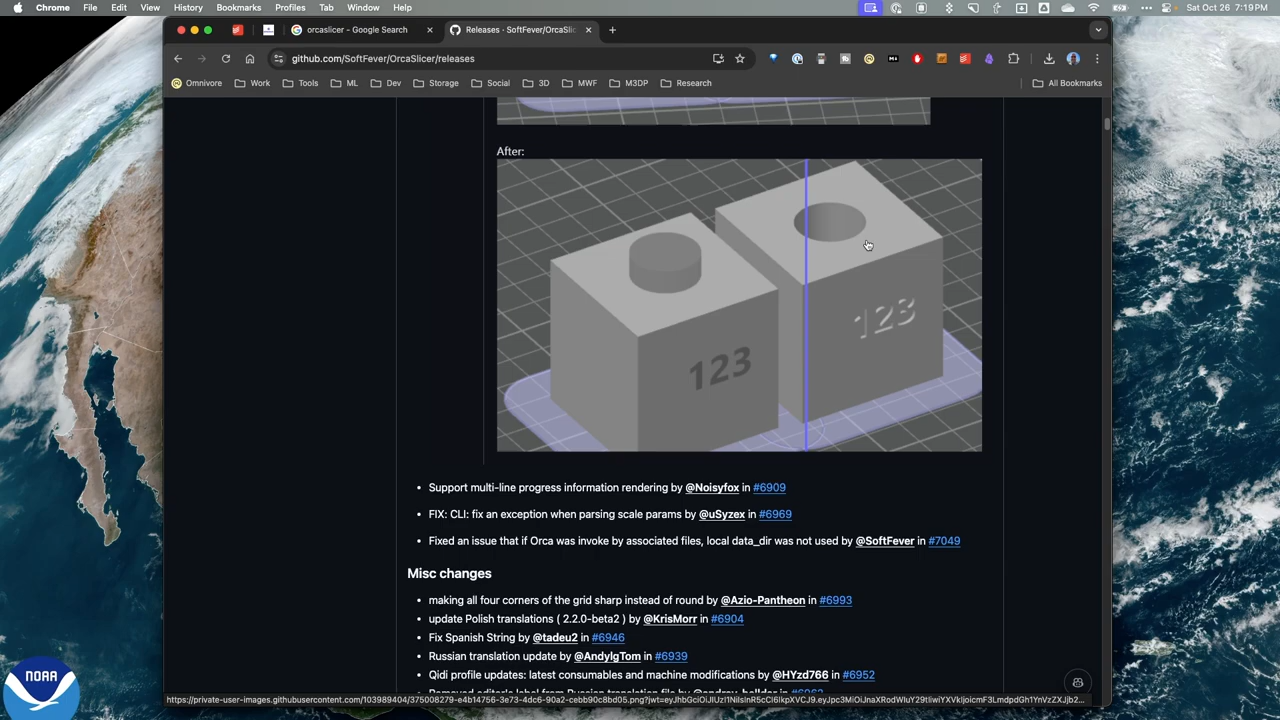 Chrome File Edit View History Bookmarks Profiles Tab Window Help Sat Oct 26 7:19 PM
orcaslicer - Google Search Releases · SoftFever/OrcaSlic
github.com/SoftFever/OrcaSlicer/releases
Omnivore Work Tools ML Dev Storage Social 3D MWF M3DP Research All Bookmarks
After:
123
123
Support multi-line progress information rendering by @Noisyfox in #6909
FIX: CLI: fix an exception when parsing scale params by @uSyzex in #6969
Fixed an issue that if Orca was invoke by associated files, local data_dir was not used by @SoftFever in #7049
Misc changes
making all four corners of the grid sharp instead of round by @Azio-Pantheon in #6993
update Polish translations ( 2.2.0-beta2 ) by @KrisMorr in #6904
Fix Spanish String by @tadeu2 in #6946
Russian translation update by @AndylgTom in #6939
Qidi profile updates: latest consumables and machine modifications by @HYzd766 in #6952
NOAA